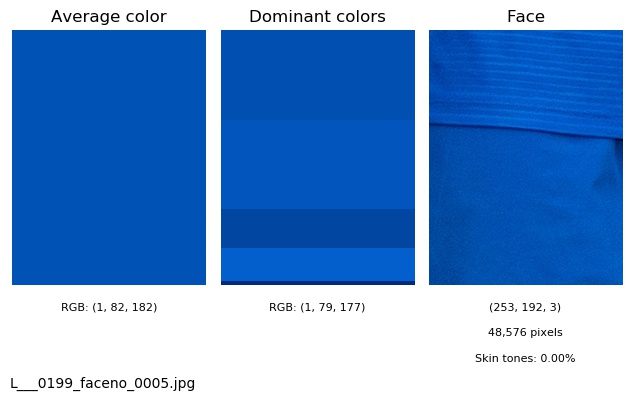 Average color
Dominant colors
Face
RGB: (1, 82, 182)
RGB: (1, 79, 177)
(253, 192, 3)
48,576 pixels
Skin tones: 0.00%
L___0199_faceno_0005.jpg